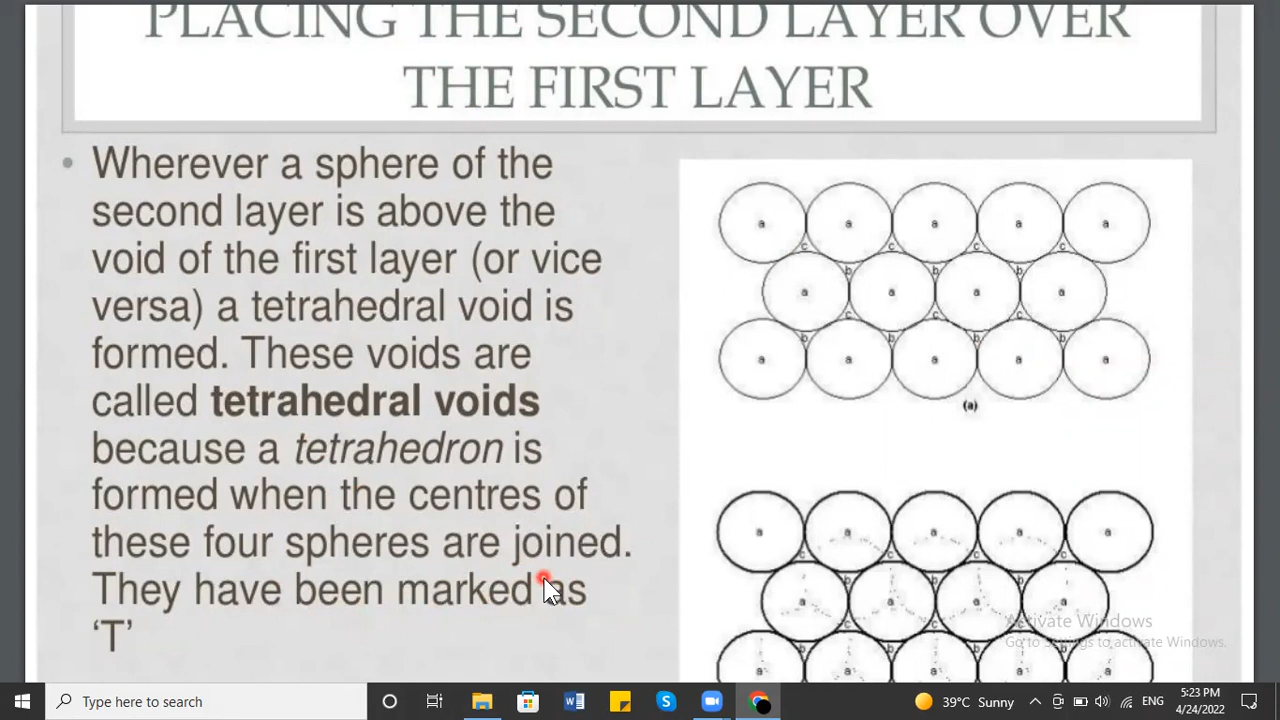 PLACING THE SECOND LAYER OVER
THE FIRST LAYER
• Wherever a sphere of the
second layer is above the
void of the first layer (or vice
versa) a tetrahedral void is
formed. These voids are
called tetrahedral voids
because a tetrahedron is
formed when the centres of
these four spheres are joined.
They have been marked as
‘T’
a a a a a
c c c c
b b b
a a a a
c c c
b b b b
a a a a a
(a)
a a a a a
c c c c
b b b
a a a a
c c c
b b b b
a a a a a
Activate Windows
Go to Settings to activate Windows.
Type here to search
39°C Sunny
ENG
5:23 PM
4/24/2022